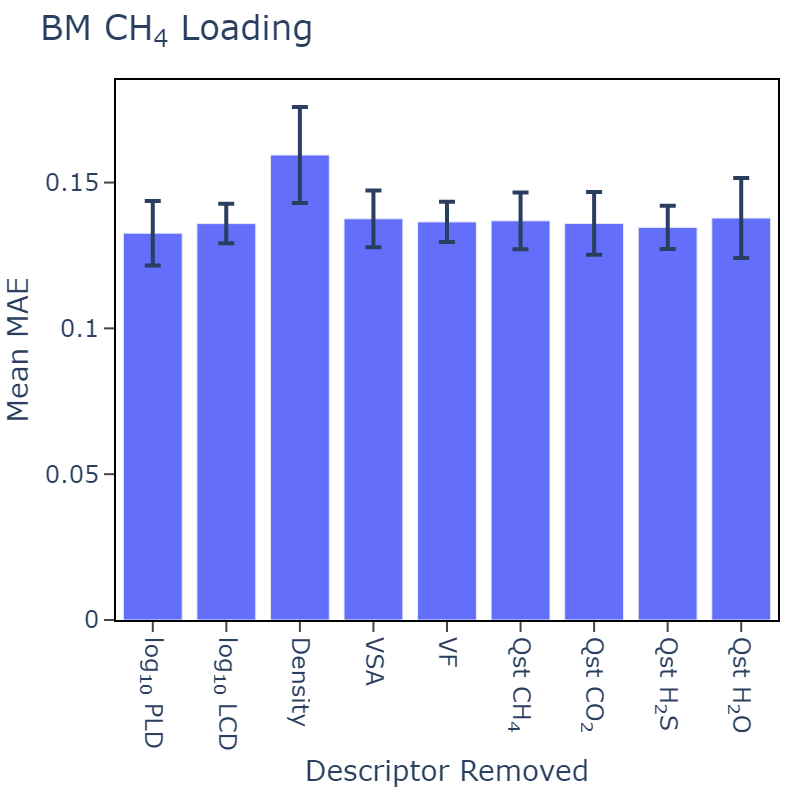 BM CH₄ Loading
Mean MAE
0.15
0.1
0.05
0
log₁₀ PLD
log₁₀ LCD
Density
VSA
VF
Qst CH₄
Qst CO₂
Qst H₂S
Qst H₂O
Descriptor Removed